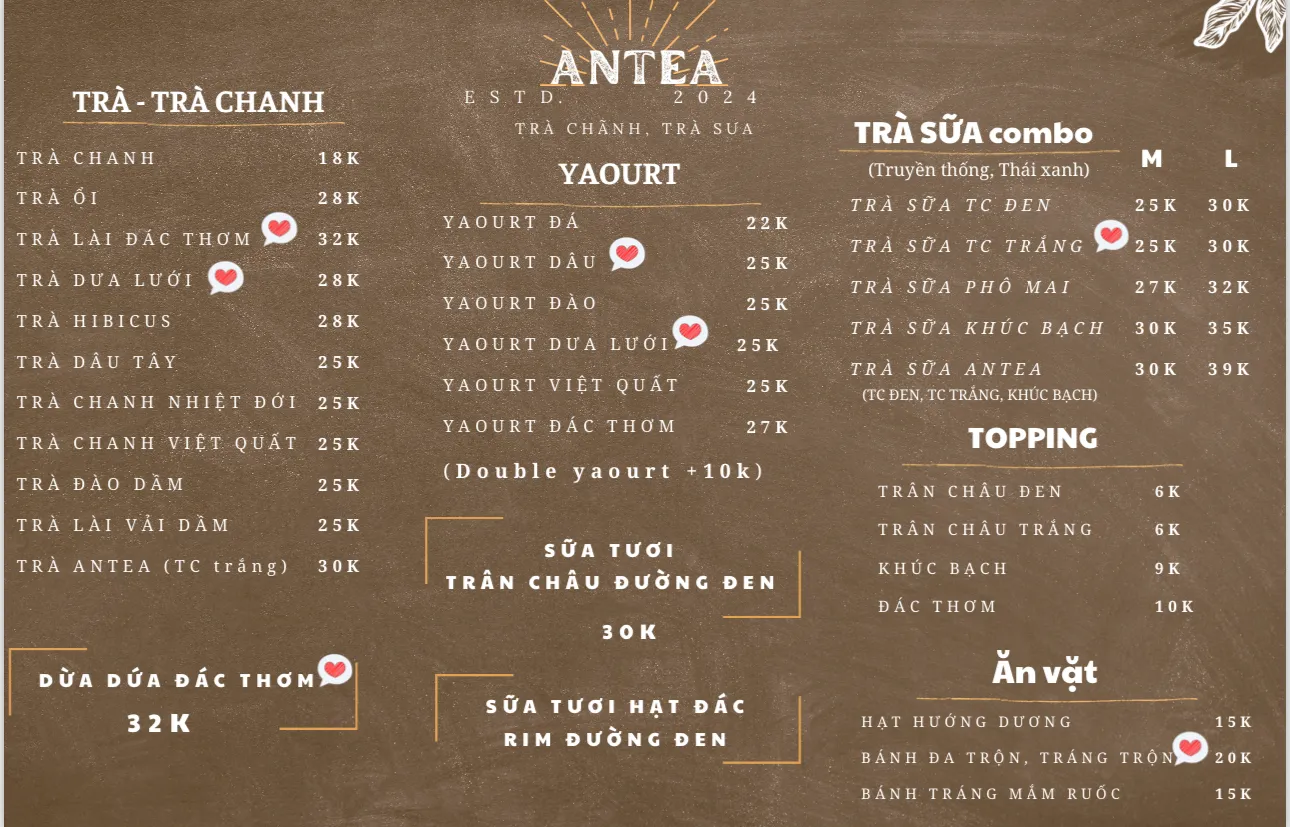 ANTEA
ESTD. 2024
TRÀ CHÃNH, TRÀ SUA
TRÀ - TRÀ CHANH
TRÀ CHANH 18K
TRÀ ỔI 28K
TRÀ LÀI ĐÁC THƠM 32K
TRÀ DƯA LƯỚI 28K
TRÀ HIBICUS 28K
TRÀ DÂU TÂY 25K
TRÀ CHANH NHIỆT ĐỚI 25K
TRÀ CHANH VIỆT QUẤT 25K
TRÀ ĐÀO DẦM 25K
TRÀ LÀI VẢI DẦM 25K
TRÀ ANTEA (TC trắng) 30K
DỪA DỨA ĐÁC THƠM
32K
YAOURT
YAOURT ĐÁ 22K
YAOURT DÂU 25K
YAOURT ĐÀO 25K
YAOURT DƯA LƯỚI 25K
YAOURT VIỆT QUẤT 25K
YAOURT ĐÁC THƠM 27K
(Double yaourt +10k)
SỮA TƯƠI
TRÂN CHÂU ĐƯỜNG ĐEN
30K
SỮA TƯƠI HẠT ĐÁC
RIM ĐƯỜNG ĐEN
TRÀ SỮA combo
(Truyền thống, Thái xanh) M L
TRÀ SỮA TC ĐEN 25K 30K
TRÀ SỮA TC TRẮNG 25K 30K
TRÀ SỮA PHÔ MAI 27K 32K
TRÀ SỮA KHÚC BẠCH 30K 35K
TRÀ SỮA ANTEA 30K 39K
(TC ĐEN, TC TRẮNG, KHÚC BẠCH)
TOPPING
TRÂN CHÂU ĐEN 6K
TRÂN CHÂU TRẮNG 6K
KHÚC BẠCH 9K
ĐÁC THƠM 10K
Ăn vặt
HẠT HƯỚNG DƯƠNG 15K
BÁNH ĐA TRỘN, TRÁNG TRỘN 20K
BÁNH TRÁNG MẮM RUỐC 15K